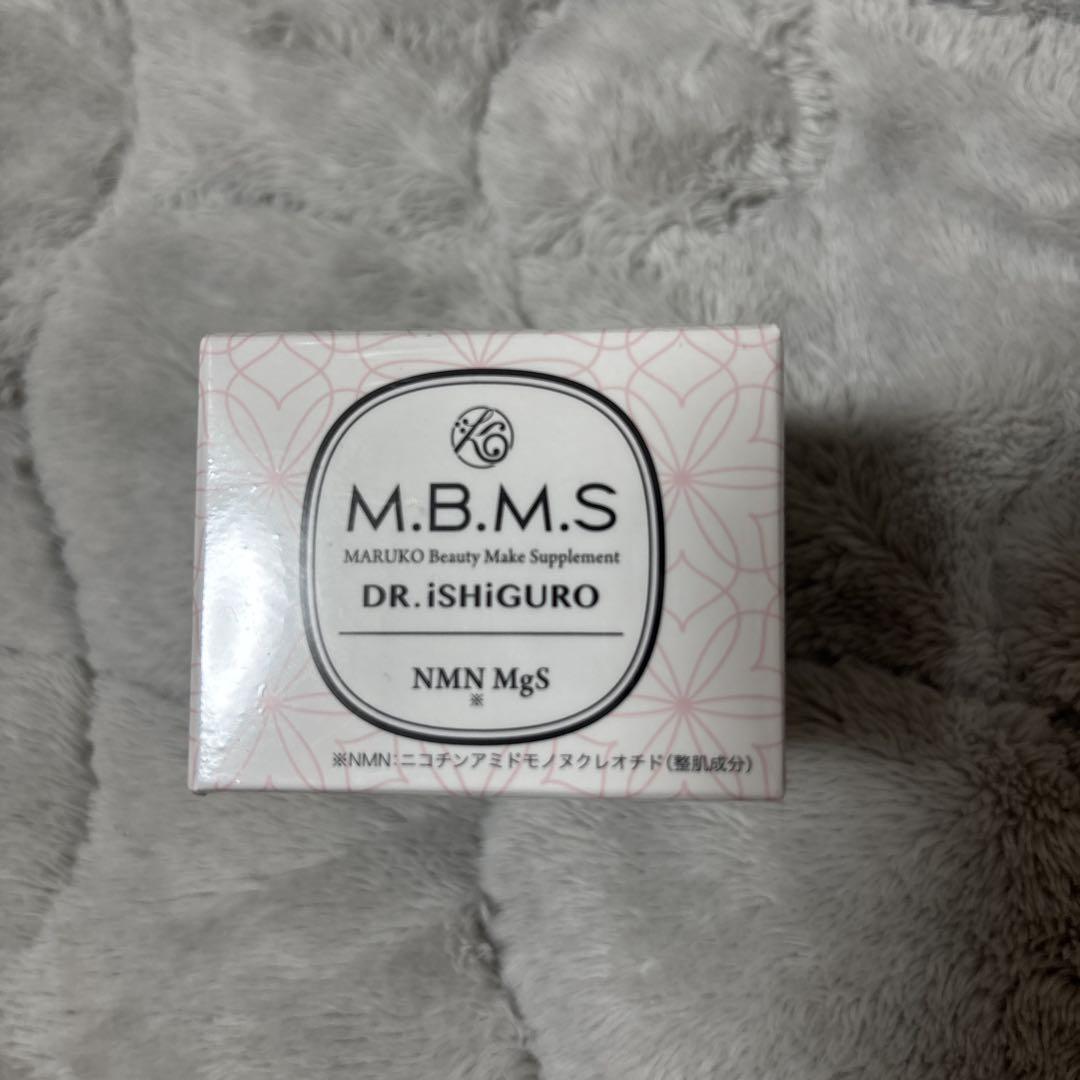 M.B.M.S
MARUKO Beauty Make Supplement
DR.iSHiGURO
NMN MgS
※
※NMN:ニコチンアミドモノヌクレオチド(整肌成分)